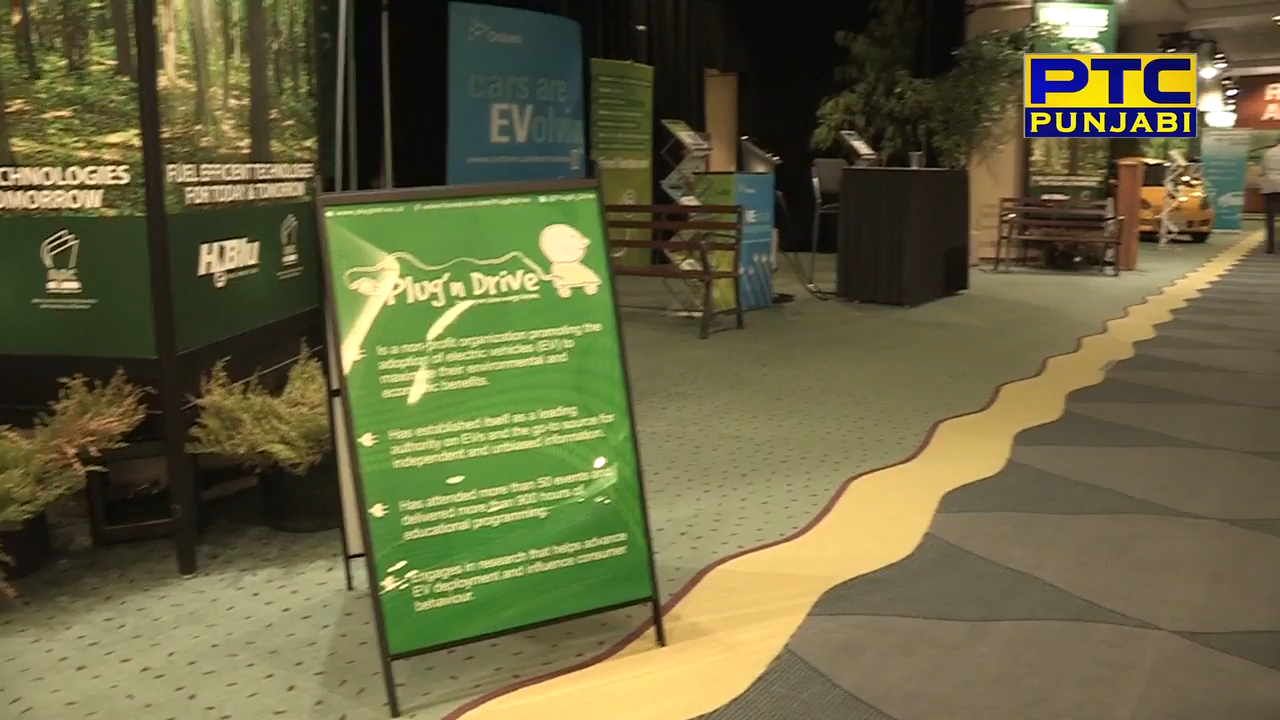 PTC
PUNJABI
Ontario
cars are
EVolvin
CHNOLOGIES
OMORROW
FUEL EFFICIENT TECHNOLOGIES
FOR TODAY & TOMORROW
H2Blu
Plug'n Drive
Is a non-profit organization promoting the
adoption of electric vehicles (EV) to
maximize their environmental and
economic benefits.
Has established itself as a leading
authority on EVs and the go-to source for
independent and unbiased information.
Has attended more than 50 events and
delivered more than 300 hours of
educational programming.
Engages in research that helps advance
EV deployment and influence consumer
behaviour.